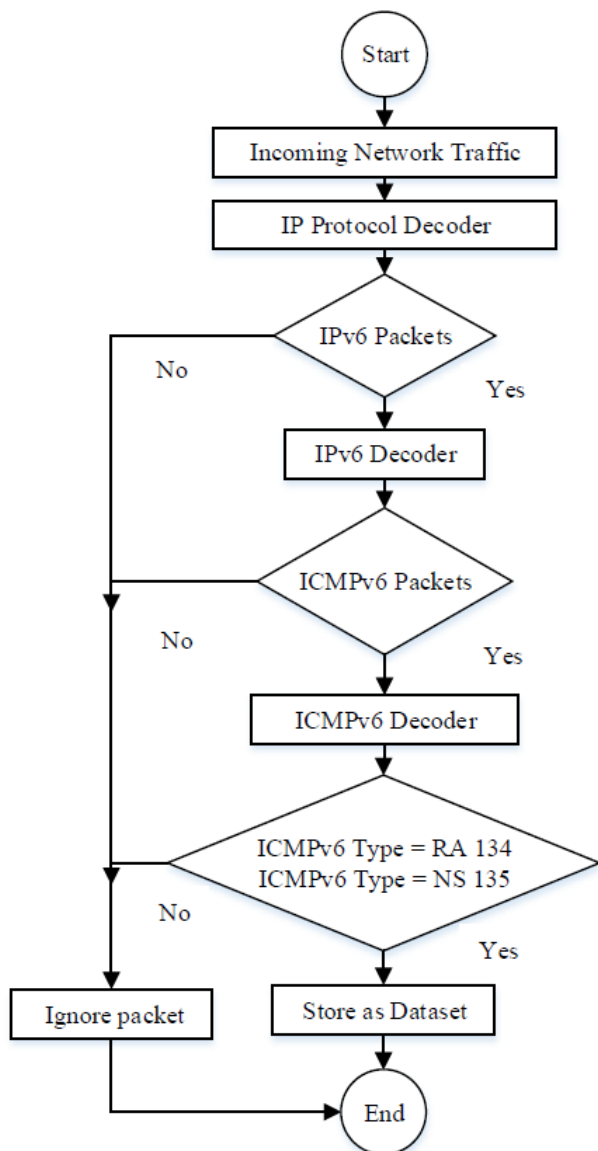 Start
Incoming Network Traffic
IP Protocol Decoder
IPv6 Packets
No
Yes
IPv6 Decoder
ICMPv6 Packets
No
Yes
ICMPv6 Decoder
ICMPv6 Type = RA 134
ICMPv6 Type = NS 135
No
Yes
Ignore packet
Store as Dataset
End